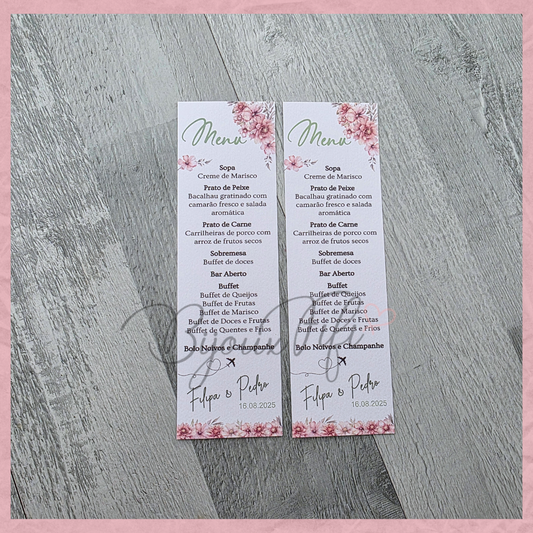 Menu
Sopa
Creme de Marisco
Prato de Peixe
Bacalhau gratinado com
camarão fresco e salada
aromática
Prato de Carne
Carrilheiras de porco com
arroz de frutos secos
Sobremesa
Buffet de doces
Bar Aberto
Buffet
Buffet de Queijos
Buffet de Frutas
Buffet de Marisco
Buffet de Doces e Frutas
Buffet de Quentes e Frios
Bolo Noivos e Champanhe
Filipa & Pedro
16.08.2025
Menu
Sopa
Creme de Marisco
Prato de Peixe
Bacalhau gratinado com
camarão fresco e salada
aromática
Prato de Carne
Carrilheiras de porco com
arroz de frutos secos
Sobremesa
Buffet de doces
Bar Aberto
Buffet
Buffet de Queijos
Buffet de Frutas
Buffet de Marisco
Buffet de Doces e Frutas
Buffet de Quentes e Frios
Bolo Noivos e Champanhe
Filipa & Pedro
16.08.2025